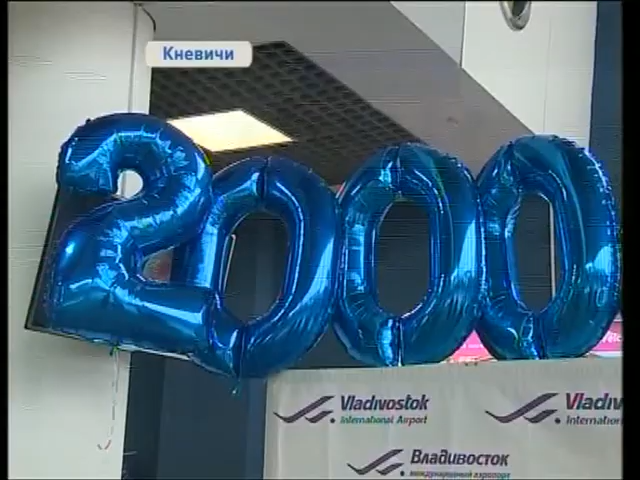 Кневичи
2000
Vladivostok
International Airport
Vladiv
Internation
Владивосток
международный аэропорт